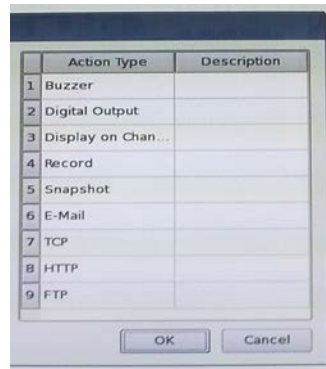 Action Type Description
1 Buzzer
2 Digital Output
3 Display on Chan...
4 Record
5 Snapshot
6 E-Mail
7 TCP
8 HTTP
9 FTP
OK Cancel